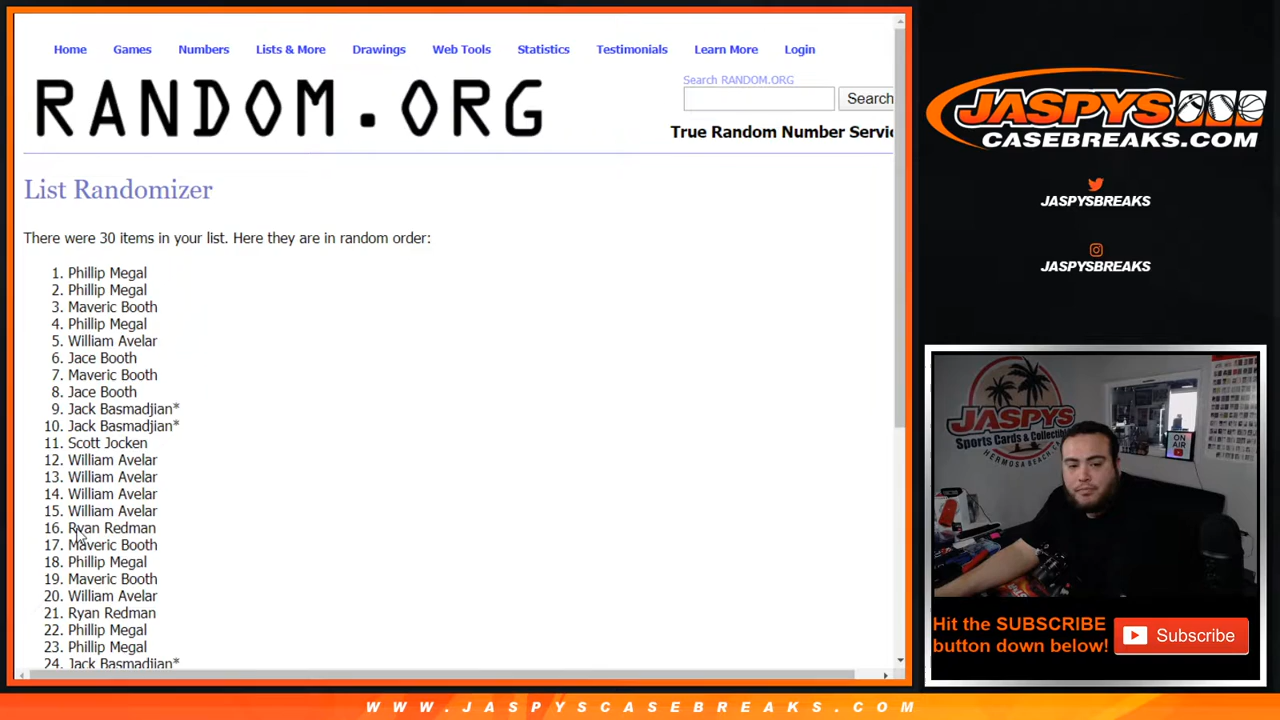 Home Games Numbers Lists & More Drawings Web Tools Statistics Testimonials Learn More Login
RANDOM.ORG
Search RANDOM.ORG
Search
True Random Number Servic
List Randomizer
There were 30 items in your list. Here they are in random order:
1. Phillip Megal
2. Phillip Megal
3. Maveric Booth
4. Phillip Megal
5. William Avelar
6. Jace Booth
7. Maveric Booth
8. Jace Booth
9. Jack Basmadjian*
10. Jack Basmadjian*
11. Scott Jocken
12. William Avelar
13. William Avelar
14. William Avelar
15. William Avelar
16. Ryan Redman
17. Maveric Booth
18. Phillip Megal
19. Maveric Booth
20. William Avelar
21. Ryan Redman
22. Phillip Megal
23. Phillip Megal
24. Jack Basmadjian*
JASPYS
CASEBREAKS.COM
JASPYSBREAKS
JASPYSBREAKS
JASPYS
Sports Cards & Collectibles
HERMOSA BEACH
ON
AIR
Hit the SUBSCRIBE
button down below!
Subscribe
WWW.JASPYSCASEBREAKS.COM